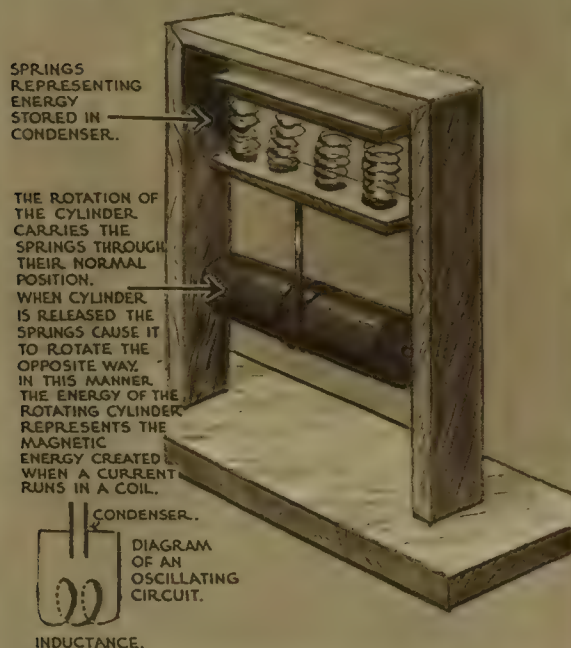 SPRINGS
REPRESENTING
ENERGY
STORED IN
CONDENSER.
THE ROTATION OF
THE CYLINDER
CARRIES THE
SPRINGS THROUGH
THEIR NORMAL
POSITION.
WHEN CYLINDER
IS RELEASED THE
SPRINGS CAUSE IT
TO ROTATE THE
OPPOSITE WAY.
IN THIS MANNER
THE ENERGY OF THE
ROTATING CYLINDER
REPRESENTS THE
MAGNETIC
ENERGY CREATED
WHEN A CURRENT
RUNS IN A COIL.
CONDENSER.
DIAGRAM
OF AN
OSCILLATING
CIRCUIT.
INDUCTANCE.